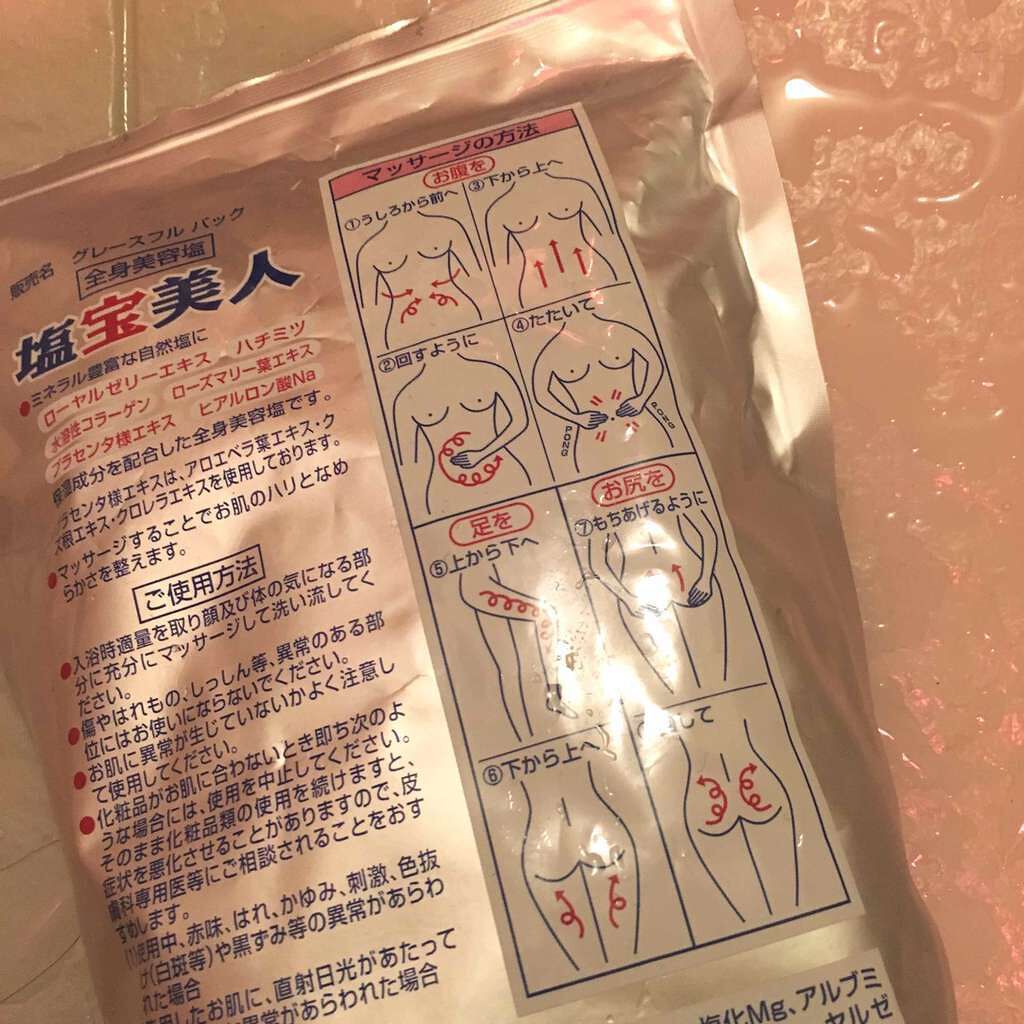 販売名 グレースフル パック
全身美容塩
塩宝美人
●ミネラル豊富な自然塩に
ローヤルゼリーエキス ハチミツ
水溶性コラーゲン ローズマリー葉エキス
プラセンタ様エキス ヒアルロン酸Na
保湿成分を配合した全身美容塩です。
プラセンタ様エキスは、アロエベラ葉エキス・ク
ズ根エキス・クロレラエキスを使用しております。
●マッサージすることでお肌のハリとなめ
らかさを整えます。
ご使用方法
●入浴時適量を取り顔及び体の気になる部
分に充分にマッサージして洗い流してく
ださい。
●傷やはれもの、しっしん等、異常のある部
位にはお使いにならないでください。
●お肌に異常が生じていないかよく注意し
て使用してください。
●化粧品がお肌に合わないとき即ち次のよ
うな場合には、使用を中止してください。
そのまま化粧品類の使用を続けますと、
症状を悪化させることがありますので、皮
膚科専用医等にご相談されることをおす
すめします。
(1)使用中、赤味、はれ、かゆみ、刺激、色抜
け(白斑等)や黒ずみ等の異常があらわ
れた場合
使用したお肌に、直射日光があたって
異常があらわれた場合
マッサージの方法
お腹を
①うしろから前へ
③下から上へ
②回すように
④たたいて
PONG
PONG
足を
⑤上から下へ
お尻を
⑦もちあげるように
⑥下から上へ
して
塩化Mg、アルブミ
ヤルゼ